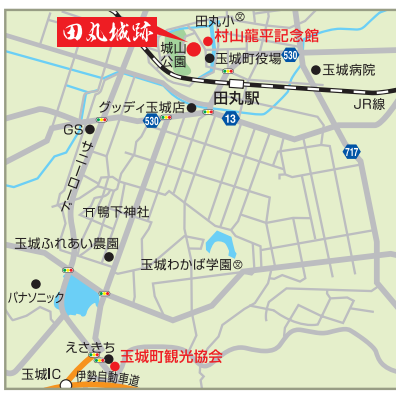 田丸小
田丸城跡
村山龍平記念館
城山
公園
玉城町役場
530
玉城病院
田丸駅
JR線
グッディ玉城店
530
13
GS
サニーロード
717
鴨下神社
玉城ふれあい農園
玉城わかば学園
パナソニック
えさきち
玉城町観光協会
玉城IC
伊勢自動車道